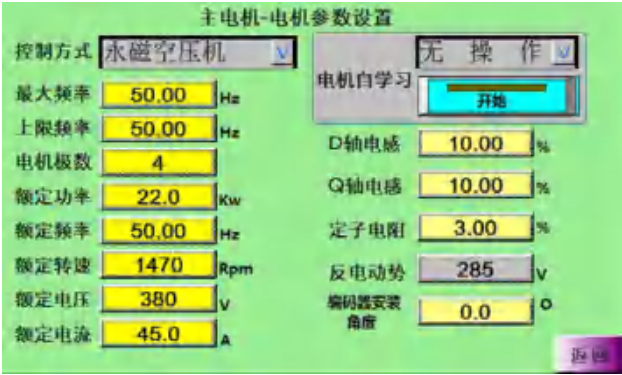 主电机-电机参数设置
控制方式 永磁空压机
最大频率 50.00 Hz
上限频率 50.00 Hz
电机极数 4
额定功率 22.0 Kw
额定频率 50.00 Hz
额定转速 1470 Rpm
额定电压 380 V
额定电流 45.0 A
电机自学习 无操作
开始
D轴电感 10.00 %
Q轴电感 10.00 %
定子电阻 3.00 %
反电动势 285 V
编码器安装
角度 0.0 °
返回